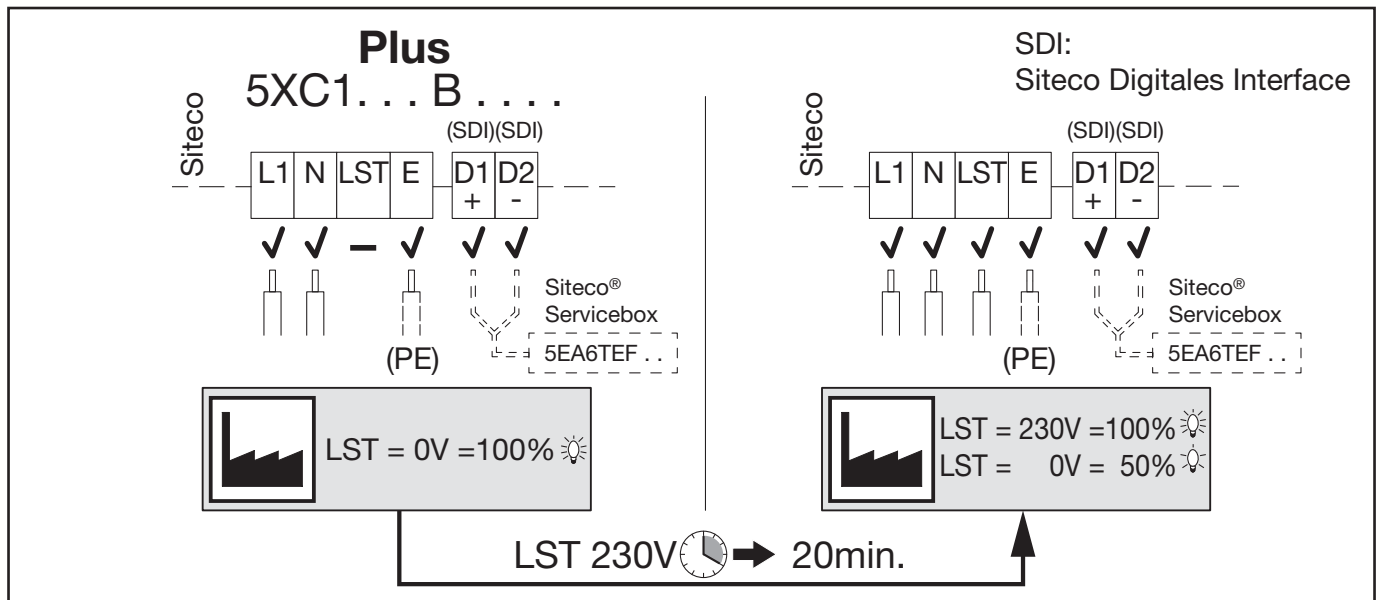 Plus
5XC1. . . B . . . .
Siteco
(SDI)(SDI)
L1 N LST E D1 D2
+ -
Siteco®
Servicebox
5EA6TEF . .
(PE)
LST = 0V =100%
SDI:
Siteco Digitales Interface
Siteco
(SDI)(SDI)
L1 N LST E D1 D2
+ -
Siteco®
Servicebox
5EA6TEF . .
(PE)
LST = 230V =100%
LST = 0V = 50%
LST 230V 20min.